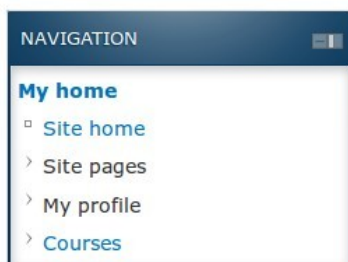 NAVIGATION
My home
Site home
Site pages
My profile
Courses